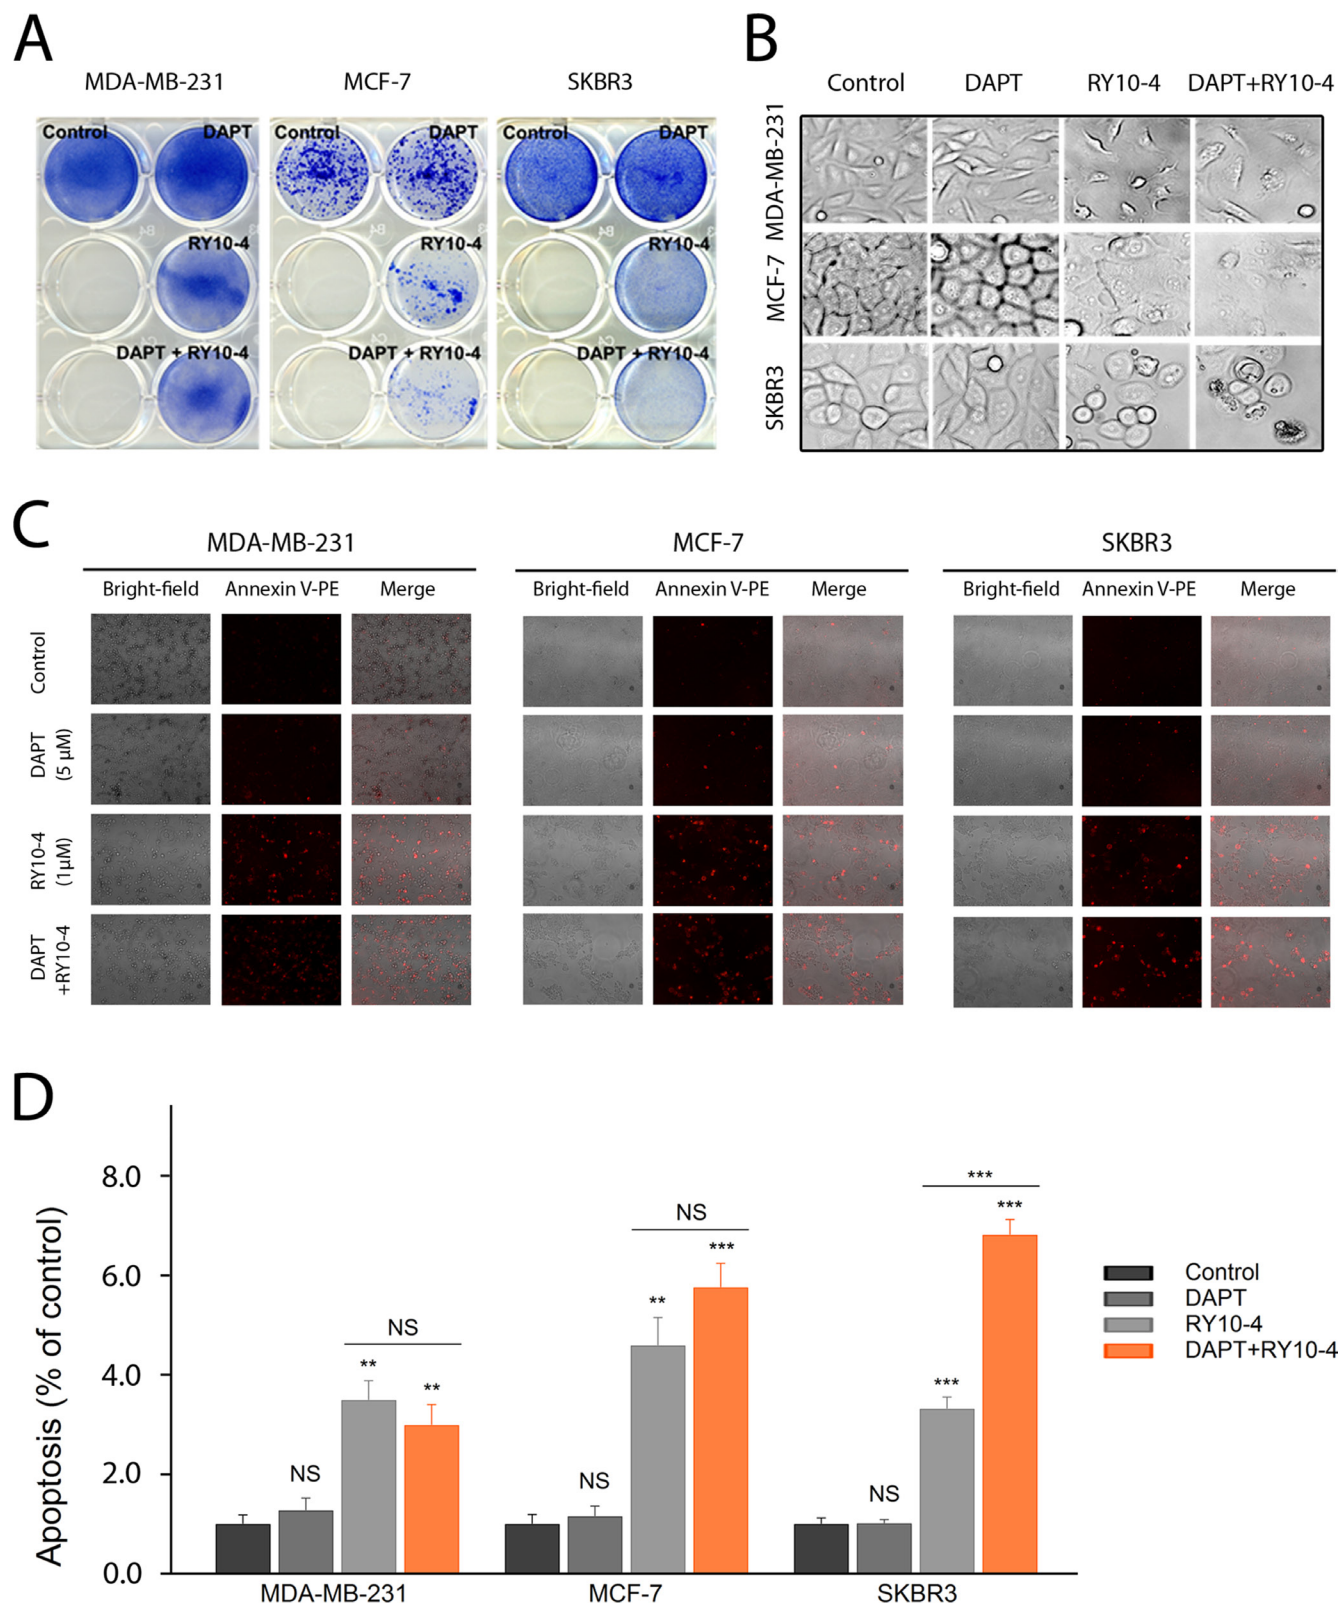 A
MDA-MB-231
MCF-7
SKBR3
Control
DAPT
RY10-4
DAPT + RY10-4
Control
DAPT
RY10-4
DAPT + RY10-4
Control
DAPT
RY10-4
DAPT + RY10-4
B
Control
DAPT
RY10-4
DAPT+RY10-4
MDA-MB-231
MCF-7
SKBR3
C
MDA-MB-231
MCF-7
SKBR3
Bright-field
Annexin V-PE
Merge
Bright-field
Annexin V-PE
Merge
Bright-field
Annexin V-PE
Merge
Control
DAPT
(5 μM)
RY10-4
(1μM)
DAPT
+RY10-4
D
Apoptosis (% of control)
8.0
6.0
4.0
2.0
0.0
NS
**
**
NS
NS
**
***
NS
NS
***
***
***
MDA-MB-231
MCF-7
SKBR3
Control
DAPT
RY10-4
DAPT+RY10-4